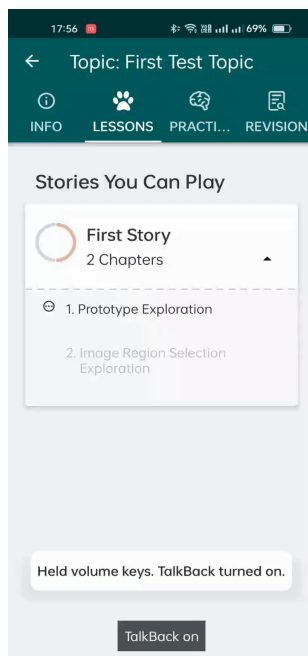 17:56 69%
Topic: First Test Topic
INFO LESSONS PRACTI... REVISION
Stories You Can Play
First Story
2 Chapters
1. Prototype Exploration
2. Image Region Selection
Exploration
Held volume keys. TalkBack turned on.
TalkBack on